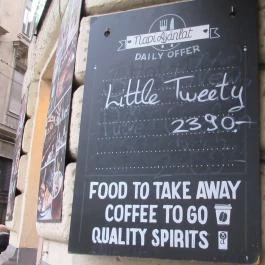 Napi ajánlat
DAILY OFFER
Little Tweety
2390.-
FOOD TO TAKE AWAY
COFFEE TO GO
QUALITY SPIRITS